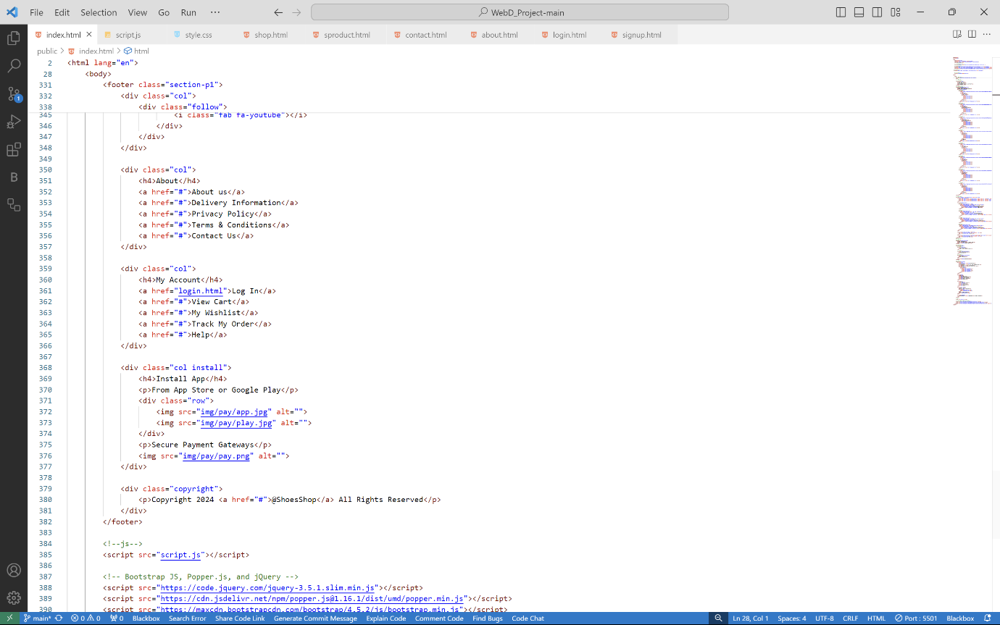 File Edit Selection View Go Run ··· WebD_Project-main
index.html script.js style.css shop.html sproduct.html contact.html about.html login.html signup.html
public > index.html > html
2 <html lang="en">
28 <body>
331 <footer class="section-p1">
332 <div class="col">
338 <div class="follow">
345 <i class="fab fa-youtube"></i>
346 </div>
347 </div>
348 </div>
349
350 <div class="col">
351 <h4>About</h4>
352 <a href="#">About us</a>
353 <a href="#">Delivery Information</a>
354 <a href="#">Privacy Policy</a>
355 <a href="#">Terms & Conditions</a>
356 <a href="#">Contact Us</a>
357 </div>
358
359 <div class="col">
360 <h4>My Account</h4>
361 <a href="login.html">Log In</a>
362 <a href="#">View Cart</a>
363 <a href="#">My Wishlist</a>
364 <a href="#">Track My Order</a>
365 <a href="#">Help</a>
366 </div>
367
368 <div class="col install">
369 <h4>Install App</h4>
370 <p>From App Store or Google Play</p>
371 <div class="row">
372 <img src="img/pay/app.jpg" alt="">
373 <img src="img/pay/play.jpg" alt="">
374 </div>
375 <p>Secure Payment Gateways</p>
376 <img src="img/pay/pay.png" alt="">
377 </div>
378
379 <div class="copyright">
380 <p>Copyright 2024 <a href="#">@ShoesShop</a> All Rights Reserved</p>
381 </div>
382 </footer>
383
384 <!--js-->
385 <script src="script.js"></script>
386
387 <!-- Bootstrap JS, Popper.js, and jQuery -->
388 <script src="https://code.jquery.com/jquery-3.5.1.slim.min.js"></script>
389 <script src="https://cdn.jsdelivr.net/npm/popper.js@1.16.1/dist/umd/popper.min.js"></script>
390 <script src="https://maxcdn.bootstrapcdn.com/bootstrap/4.5.2/js/bootstrap.min.js"></script>
B
1
main* 0 0 0 Blackbox Search Error Share Code Link Generate Commit Message Explain Code Comment Code Find Bugs Code Chat Ln 28, Col 1 Spaces: 4 UTF-8 CRLF HTML Port : 5501 Blackbox